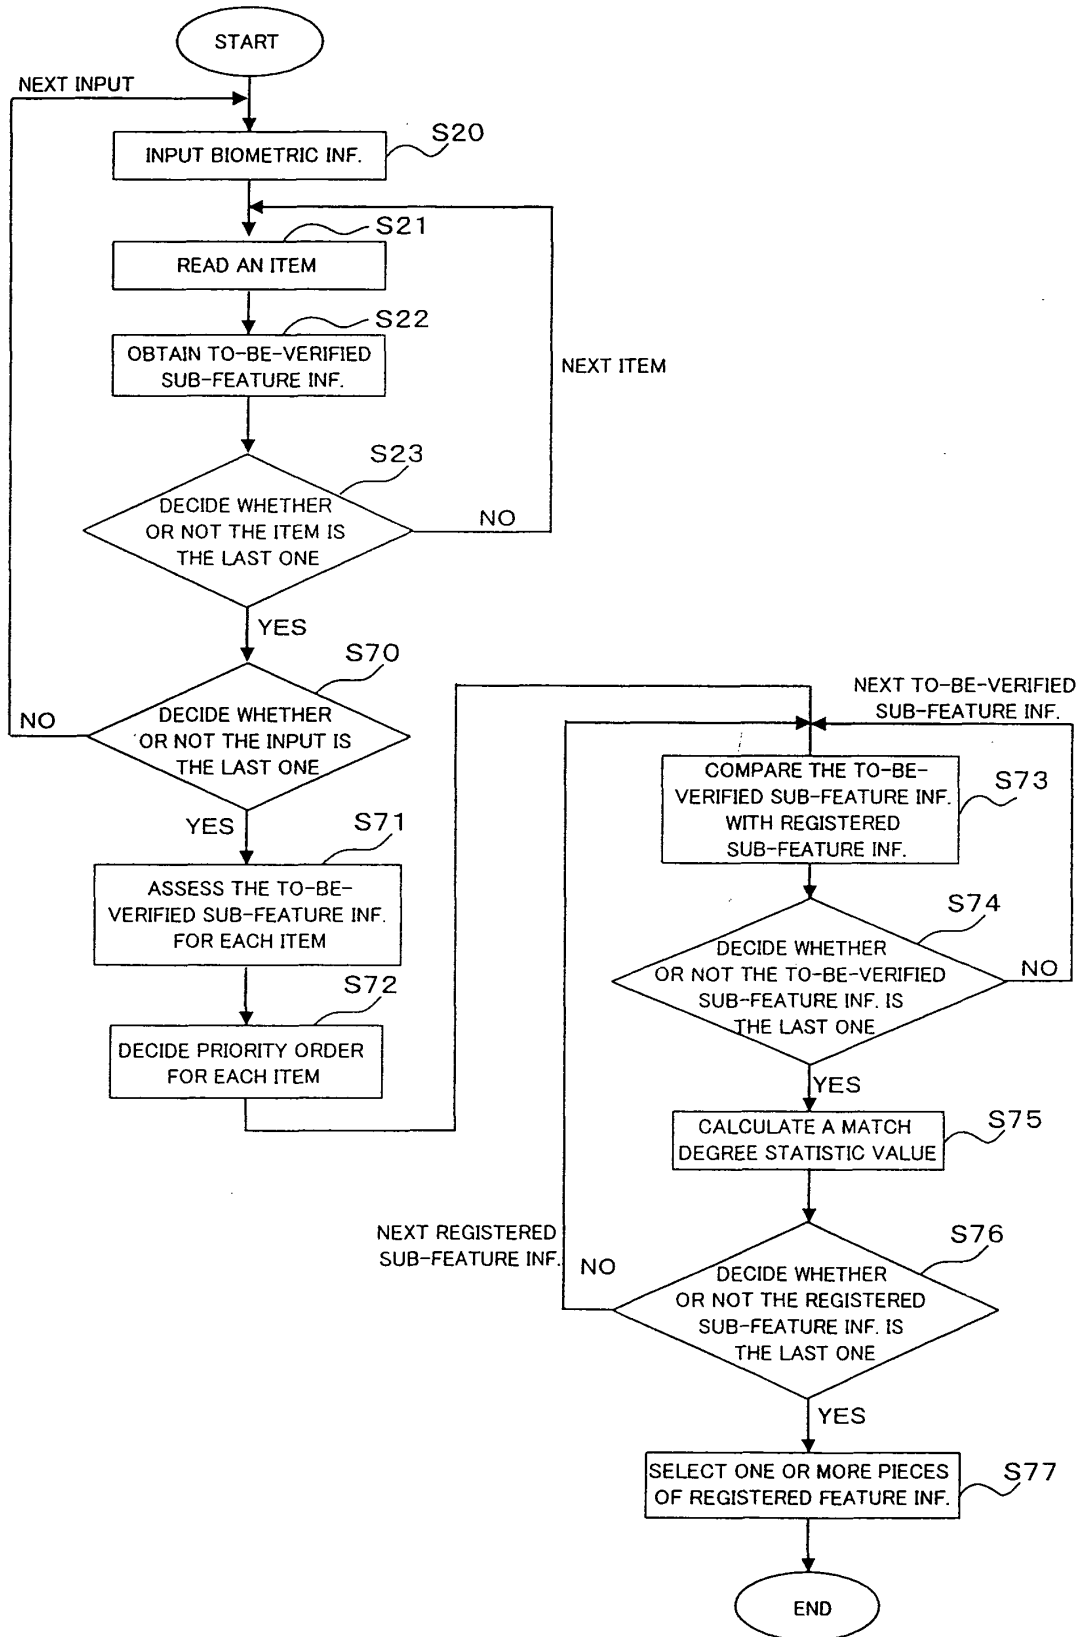 START
NEXT INPUT
S20
INPUT BIOMETRIC INF.
S21
READ AN ITEM
S22
OBTAIN TO-BE-VERIFIED
SUB-FEATURE INF.
NEXT ITEM
S23
DECIDE WHETHER
OR NOT THE ITEM IS
THE LAST ONE
NO
YES
S70
DECIDE WHETHER
OR NOT THE INPUT IS
THE LAST ONE
NO
YES
S71
ASSESS THE TO-BE-
VERIFIED SUB-FEATURE INF.
FOR EACH ITEM
S72
DECIDE PRIORITY ORDER
FOR EACH ITEM
NEXT TO-BE-VERIFIED
SUB-FEATURE INF.
COMPARE THE TO-BE-
VERIFIED SUB-FEATURE INF.
WITH REGISTERED
SUB-FEATURE INF.
S73
S74
DECIDE WHETHER
OR NOT THE TO-BE-VERIFIED
SUB-FEATURE INF. IS
THE LAST ONE
NO
YES
S75
CALCULATE A MATCH
DEGREE STATISTIC VALUE
NEXT REGISTERED
SUB-FEATURE INF.
NO
S76
DECIDE WHETHER
OR NOT THE REGISTERED
SUB-FEATURE INF. IS
THE LAST ONE
YES
SELECT ONE OR MORE PIECES
OF REGISTERED FEATURE INF.
S77
END